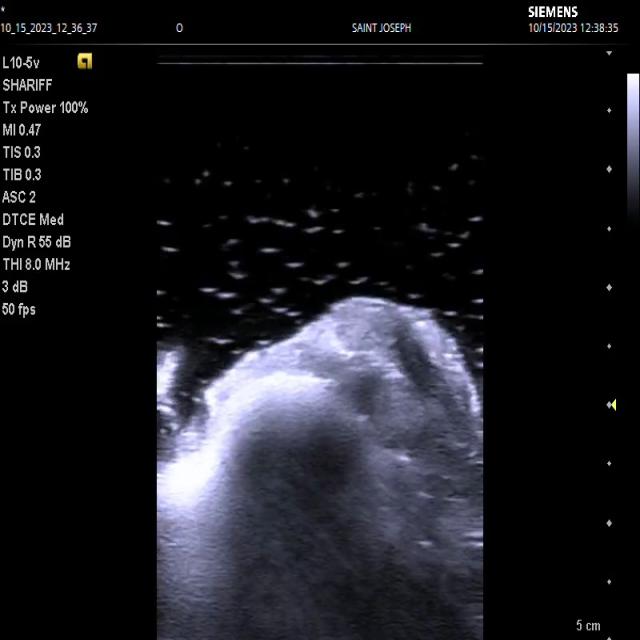 *
SIEMENS
10_15_2023_12_36_37 O SAINT JOSEPH 10/15/2023 12:38:35
L10-5v
SHARIFF
Tx Power 100%
MI 0.47
TIS 0.3
TIB 0.3
ASC 2
DTCE Med
Dyn R 55 dB
THI 8.0 MHz
3 dB
50 fps
5 cm